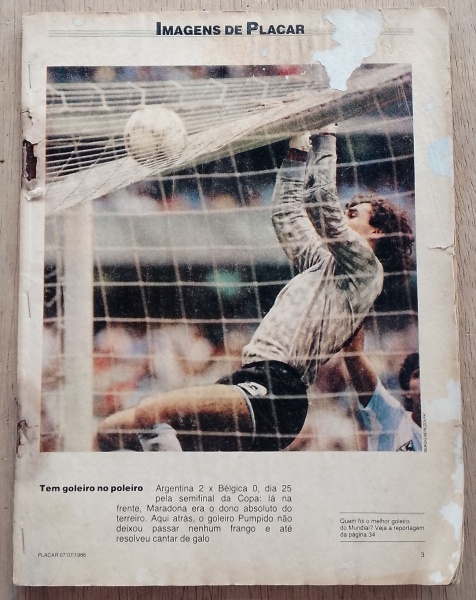 IMAGENS DE PLACAR
Tem goleiro no poleiro Argentina 2 x Bélgica 0, dia 25
pela semifinal da Copa: lá na
frente, Maradona era o dono absoluto do
terreiro. Aqui atrás, o goleiro Pumpido não
deixou passar nenhum frango e até
resolveu cantar de galo
Quem foi o melhor goleiro
do Mundial? Veja a reportagem
da página 34
PLACAR 07/07/1986
3